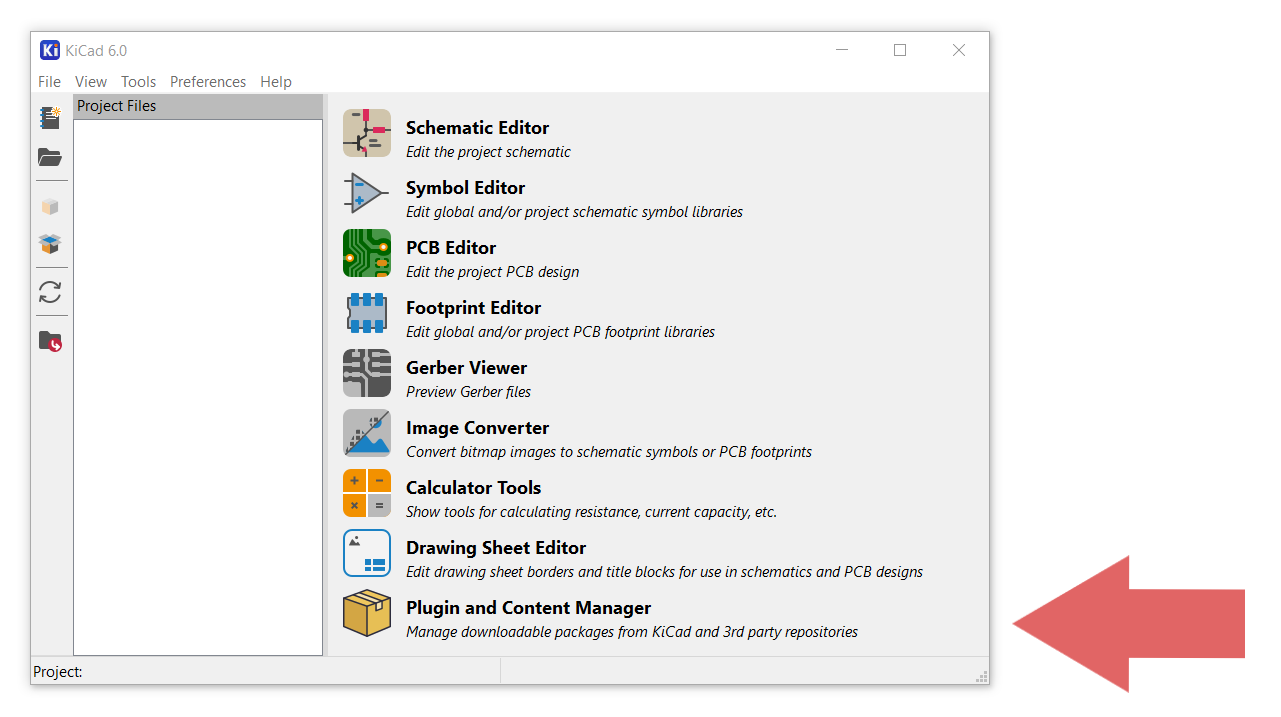 Ki KiCad 6.0
File View Tools Preferences Help
Project Files
Schematic Editor
Edit the project schematic
Symbol Editor
Edit global and/or project schematic symbol libraries
PCB Editor
Edit the project PCB design
Footprint Editor
Edit global and/or project PCB footprint libraries
Gerber Viewer
Preview Gerber files
Image Converter
Convert bitmap images to schematic symbols or PCB footprints
Calculator Tools
Show tools for calculating resistance, current capacity, etc.
Drawing Sheet Editor
Edit drawing sheet borders and title blocks for use in schematics and PCB designs
Plugin and Content Manager
Manage downloadable packages from KiCad and 3rd party repositories
Project: